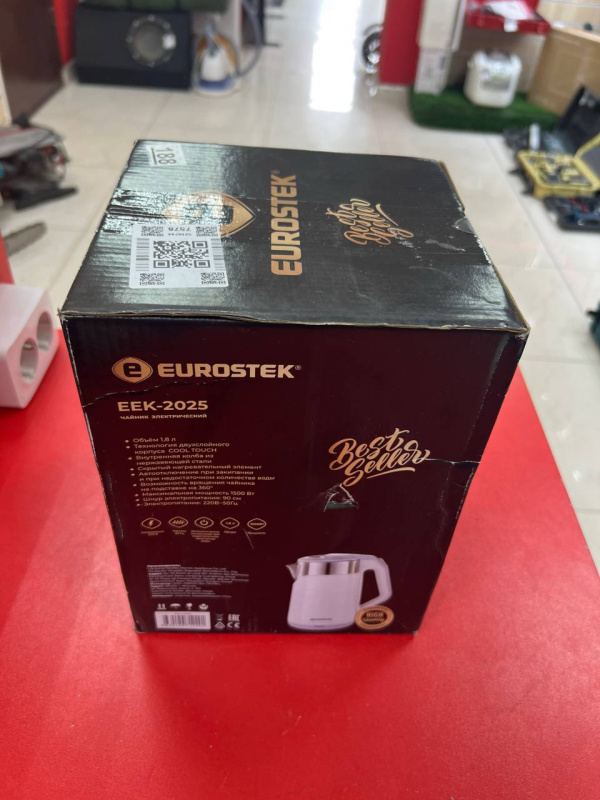 188
7578
EUROSTEK
Best
Seller
e EUROSTEK®
EEK-2025
ЧАЙНИК ЭЛЕКТРИЧЕСКИЙ
• Объём 1,8 л
• Технология двухслойного
корпуса COOL TOUCH
• Внутренняя колба из
нержавеющей стали
• Скрытый нагревательный элемент
• Автоотключение при закипании
и при недостаточном количестве воды
• Возможность вращения чайника
на подставке на 360°
• Максимальная мощность 1500 Вт
• Шнур электропитания: 90 см
• Электропитание: 220В~50Гц
Best
Seller
HIGH